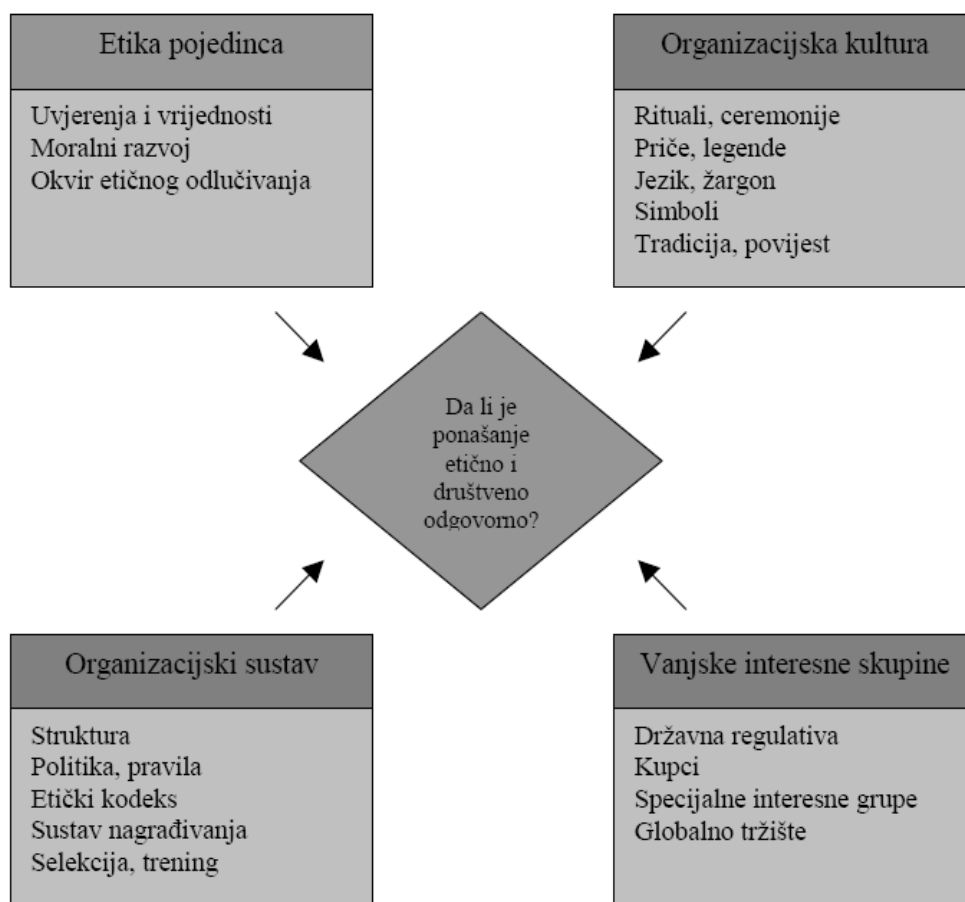 Etika pojedinca
Uvjerenja i vrijednosti
Moralni razvoj
Okvir etičnog odlučivanja
Organizacijska kultura
Rituali, ceremonije
Priče, legende
Jezik, žargon
Simboli
Tradicija, povijest
Da li je
ponašanje
etično i
društveno
odgovorno?
Organizacijski sustav
Struktura
Politika, pravila
Etički kodeks
Sustav nagrađivanja
Selekcija, trening
Vanjske interesne skupine
Državna regulativa
Kupci
Specijalne interesne grupe
Globalno tržište